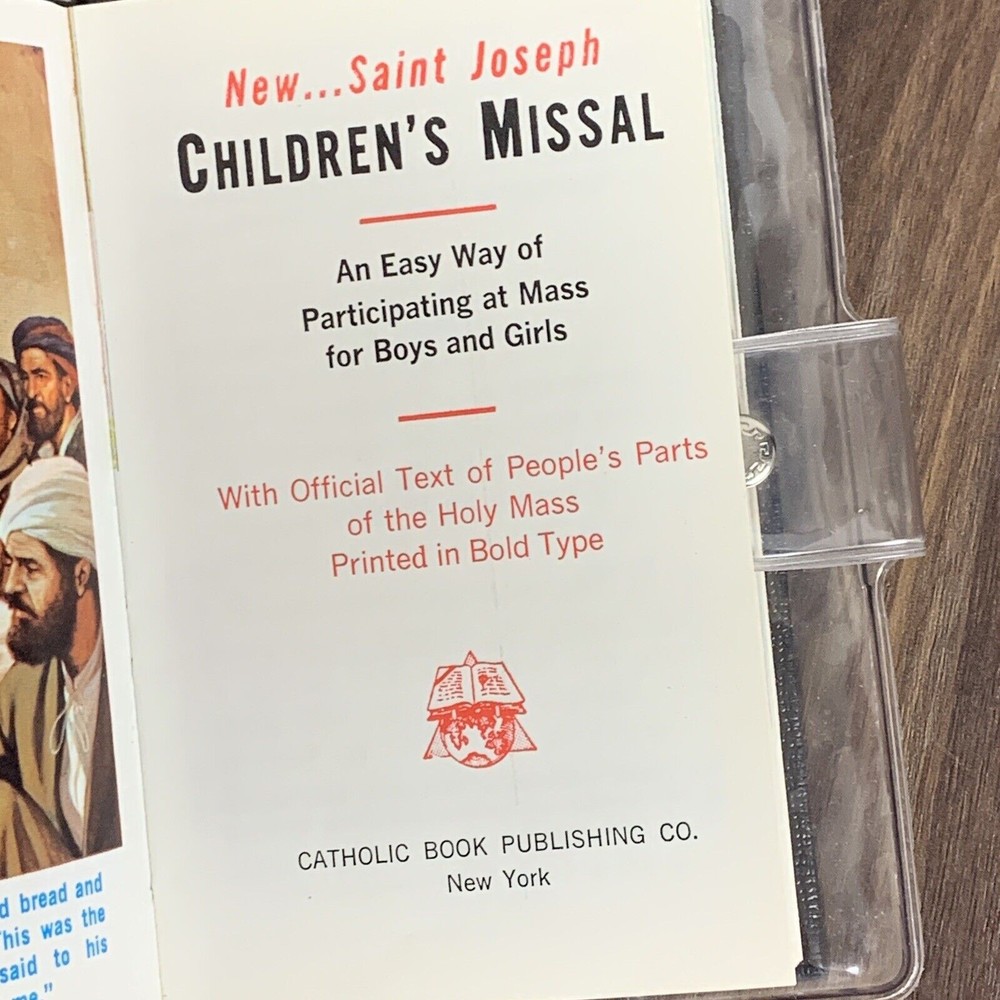 New...Saint Joseph
CHILDREN'S MISSAL
An Easy Way of
Participating at Mass
for Boys and Girls
With Official Text of People's Parts
of the Holy Mass
Printed in Bold Type
CATHOLIC BOOK PUBLISHING CO.
New York
bread and
This was the
said to his
me."